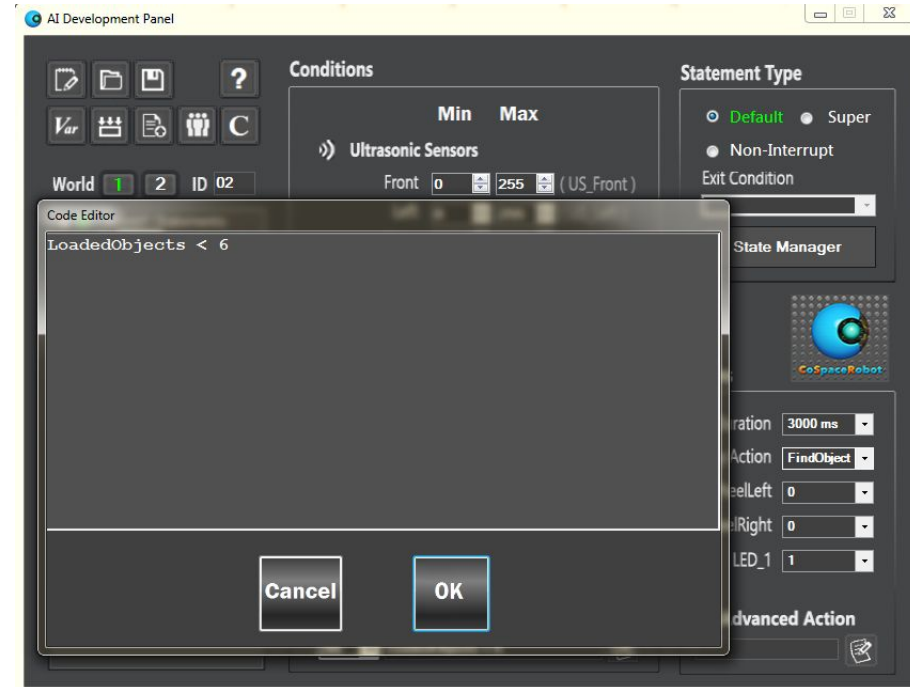 AI Development Panel
Conditions
Statement Type
?
Min Max
Default Super
Var C
Ultrasonic Sensors
Non-Interrupt
World 1 2 ID 02
Front 0 255 ( US_Front )
Exit Condition
Code Editor
LoadedObjects < 6
State Manager
CoSpaceRobot
ration 3000 ms
Action FindObject
eelLeft 0
elRight 0
LED_1 1
Cancel OK
dvanced Action